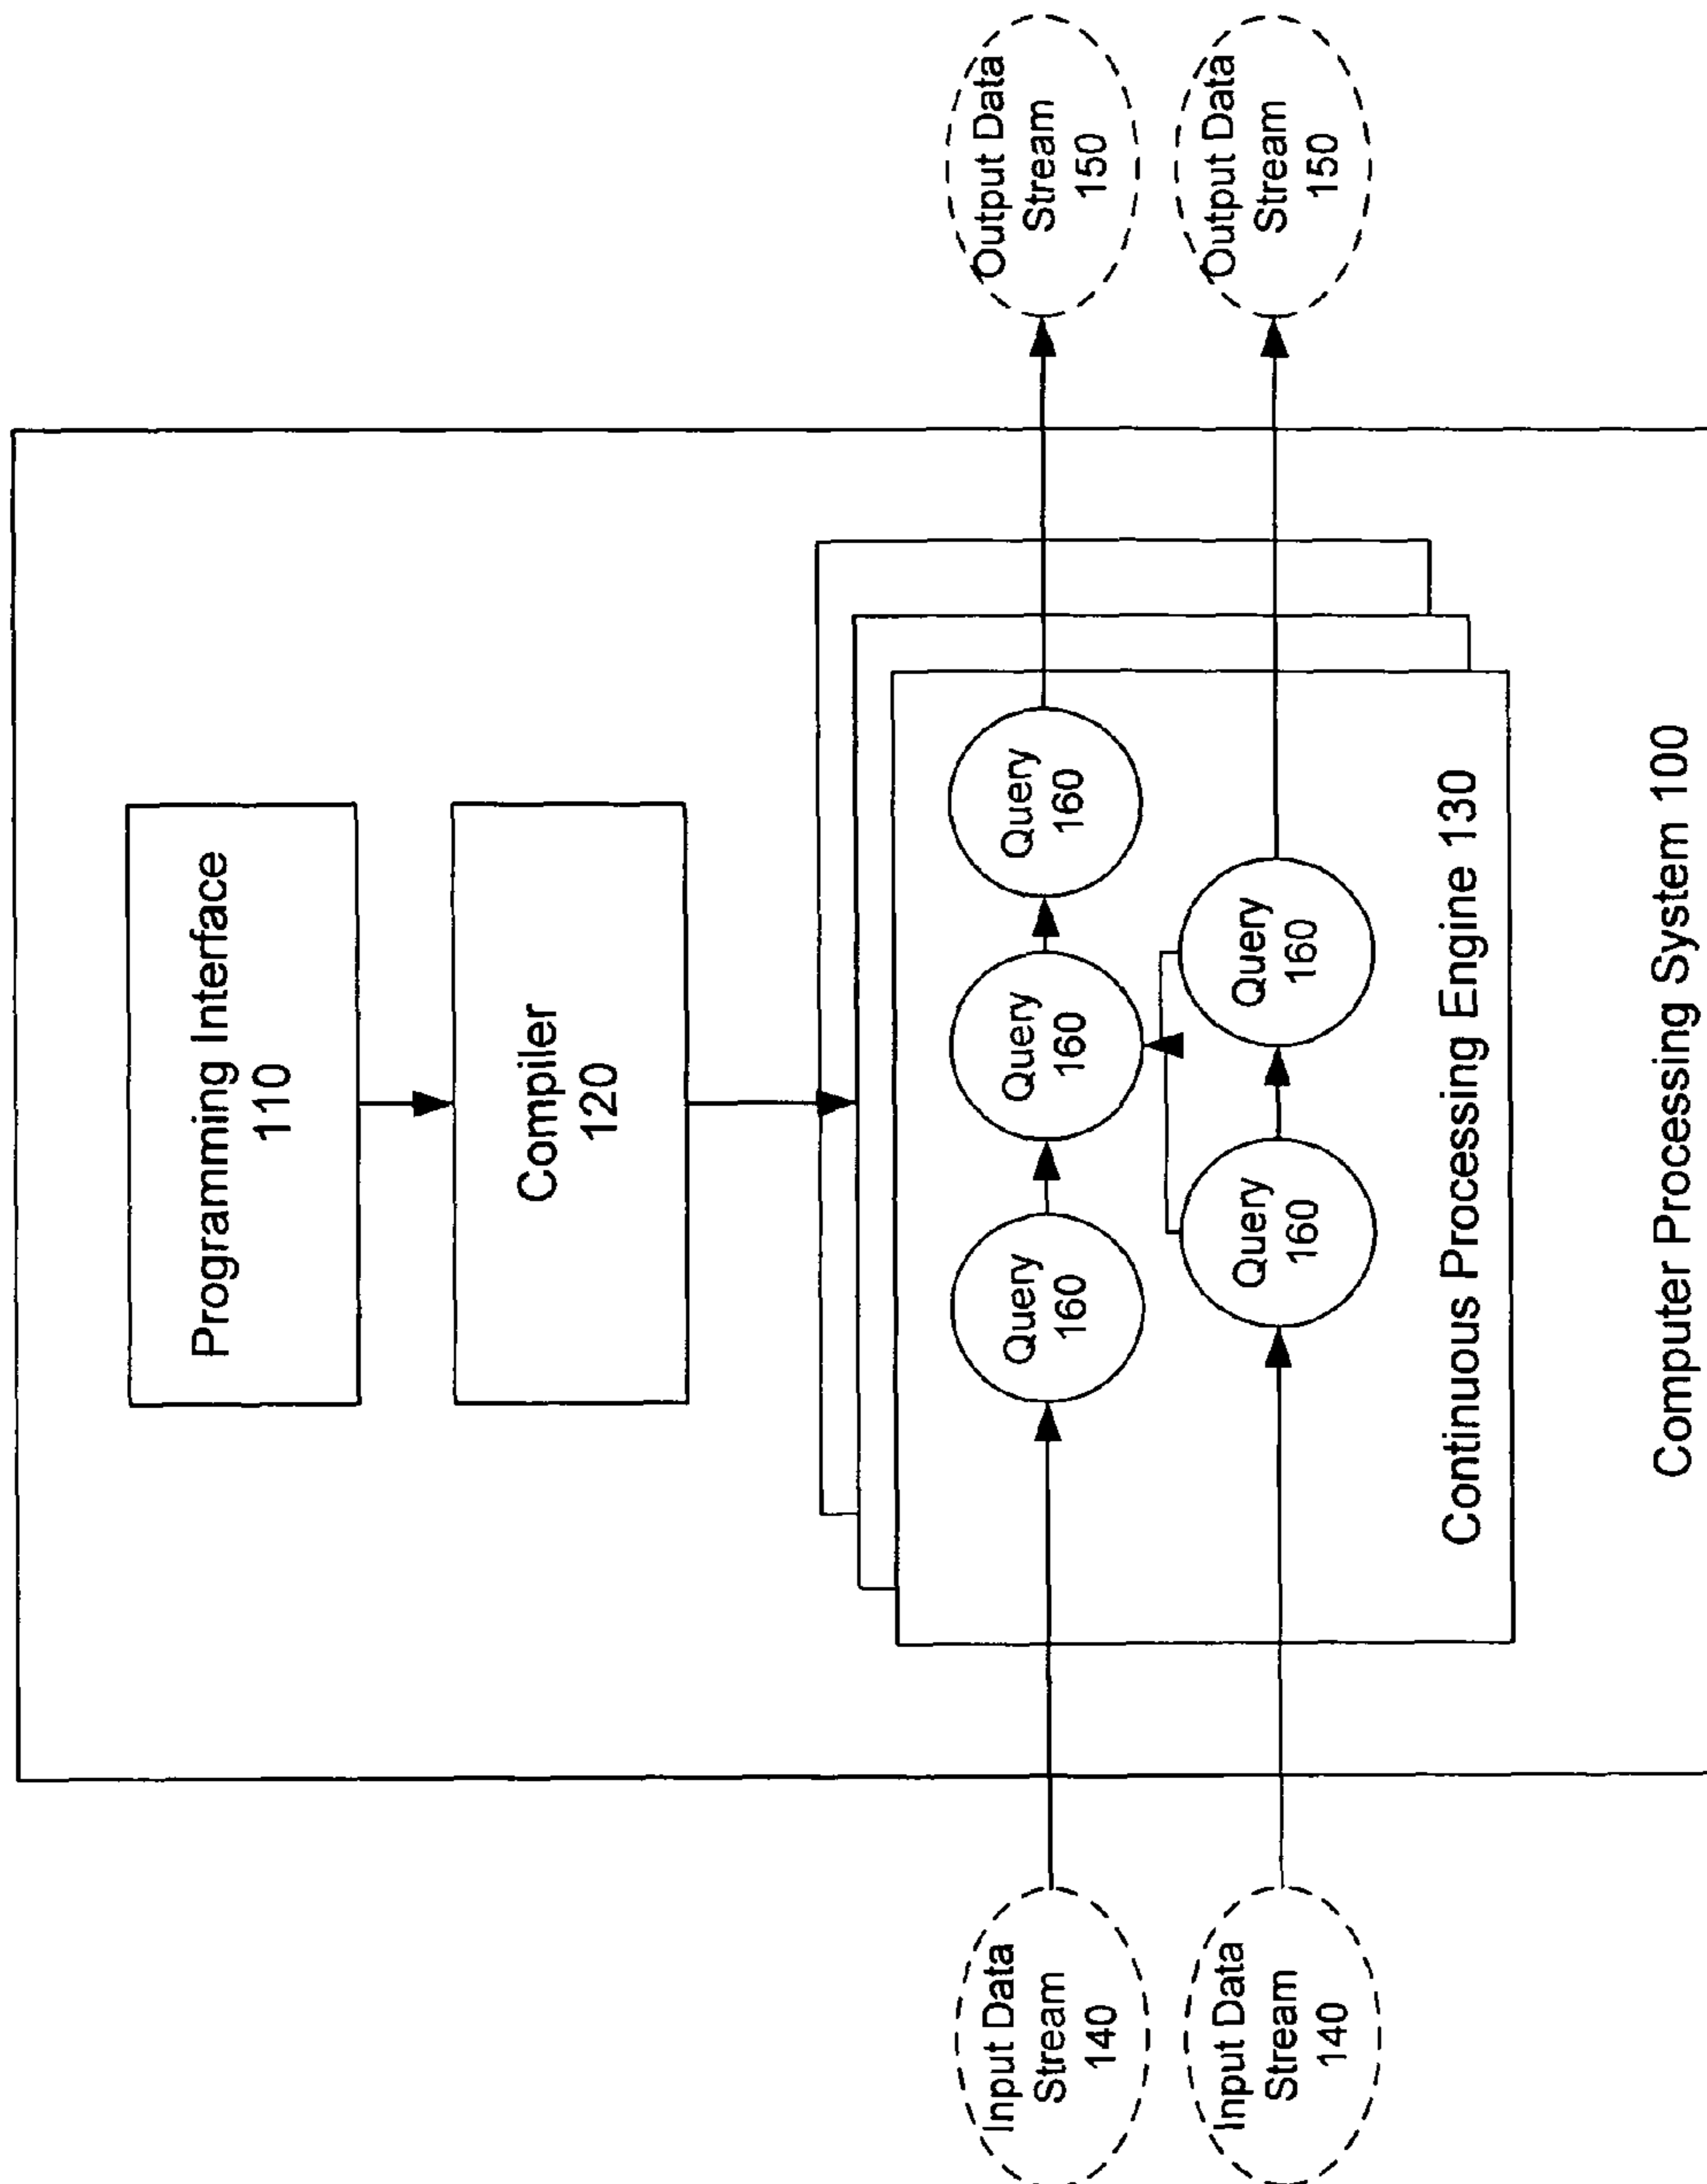 Programming Interface
110
Compiler
120
Input Data
Stream
140
Query
160
Query
160
Query
160
Output Data
Stream
150
Input Data
Stream
140
Query
160
Query
160
Output Data
Stream
150
Continuous Processing Engine 130
Computer Processing System 100